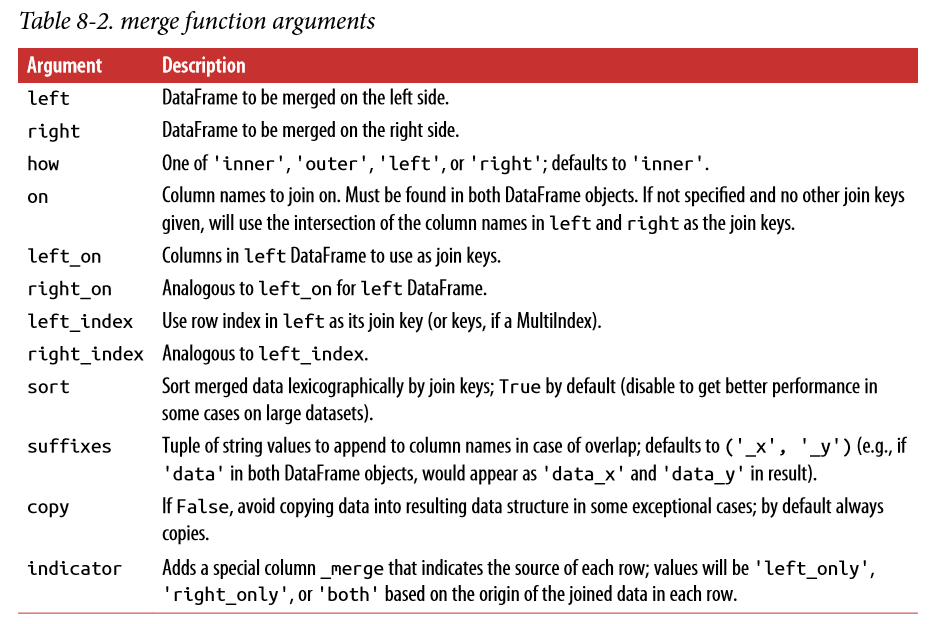 Table 8-2. merge function arguments
Argument Description
left DataFrame to be merged on the left side.
right DataFrame to be merged on the right side.
how One of 'inner', 'outer', 'left', or 'right'; defaults to 'inner'.
on Column names to join on. Must be found in both DataFrame objects. If not specified and no other join keys
given, will use the intersection of the column names in left and right as the join keys.
left_on Columns in left DataFrame to use as join keys.
right_on Analogous to left_on for left DataFrame.
left_index Use row index in left as its join key (or keys, if a MultiIndex).
right_index Analogous to left_index.
sort Sort merged data lexicographically by join keys; True by default (disable to get better performance in
some cases on large datasets).
suffixes Tuple of string values to append to column names in case of overlap; defaults to ('_x', '_y') (e.g., if
'data' in both DataFrame objects, would appear as 'data_x' and 'data_y' in result).
copy If False, avoid copying data into resulting data structure in some exceptional cases; by default always
copies.
indicator Adds a special column _merge that indicates the source of each row; values will be 'left_only',
'right_only', or 'both' based on the origin of the joined data in each row.